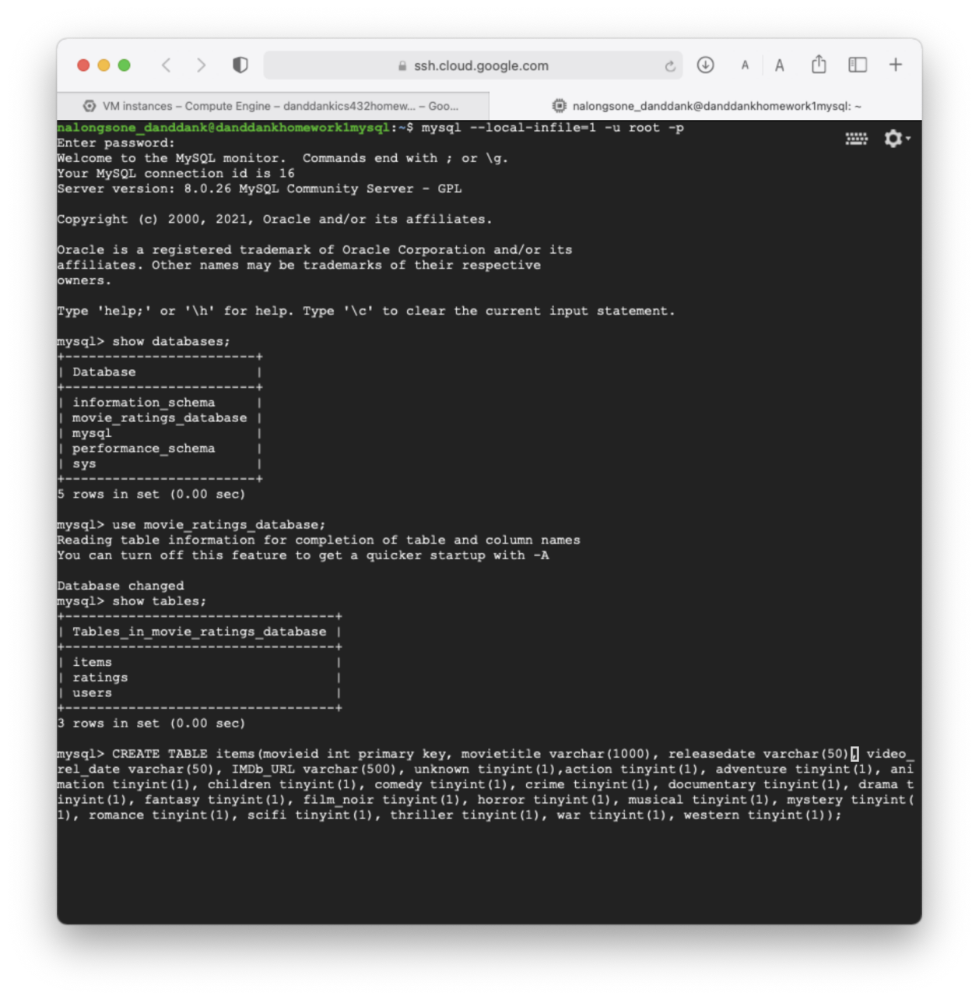 ssh.cloud.google.com
A
A
VM instances – Compute Engine – danddankics432homew... – Goo...
nalongsone_danddank@danddankhomework1mysql: ~
nalongsone_danddank@danddankhomework1mysql:~$ mysql --local-infile=1 -u root -p
Enter password:
Welcome to the MySQL monitor.  Commands end with ; or \g.
Your MySQL connection id is 16
Server version: 8.0.26 MySQL Community Server - GPL
Copyright (c) 2000, 2021, Oracle and/or its affiliates.
Oracle is a registered trademark of Oracle Corporation and/or its
affiliates. Other names may be trademarks of their respective
owners.
Type 'help;' or '\h' for help. Type '\c' to clear the current input statement.
mysql> show databases;
+------------------------+
| Database               |
+------------------------+
| information_schema     |
| movie_ratings_database |
| mysql                  |
| performance_schema     |
| sys                    |
+------------------------+
5 rows in set (0.00 sec)
mysql> use movie_ratings_database;
Reading table information for completion of table and column names
You can turn off this feature to get a quicker startup with -A
Database changed
mysql> show tables;
+----------------------------------+
| Tables_in_movie_ratings_database |
+----------------------------------+
| items                            |
| ratings                          |
| users                            |
+----------------------------------+
3 rows in set (0.00 sec)
mysql> CREATE TABLE items(movieid int primary key, movietitle varchar(1000), releasedate varchar(50), video_
rel_date varchar(50), IMDb_URL varchar(500), unknown tinyint(1),action tinyint(1), adventure tinyint(1), ani
mation tinyint(1), children tinyint(1), comedy tinyint(1), crime tinyint(1), documentary tinyint(1), drama t
inyint(1), fantasy tinyint(1), film_noir tinyint(1), horror tinyint(1), musical tinyint(1), mystery tinyint(
1), romance tinyint(1), scifi tinyint(1), thriller tinyint(1), war tinyint(1), western tinyint(1));